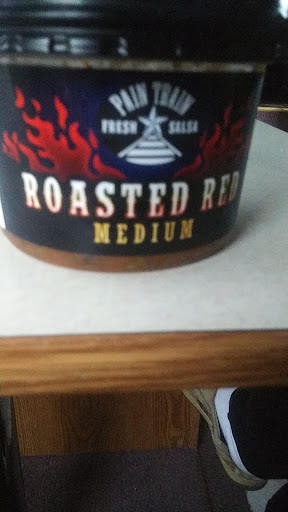 PAIN TRAIN
FRESH SALSA
ROASTED RED
MEDIUM